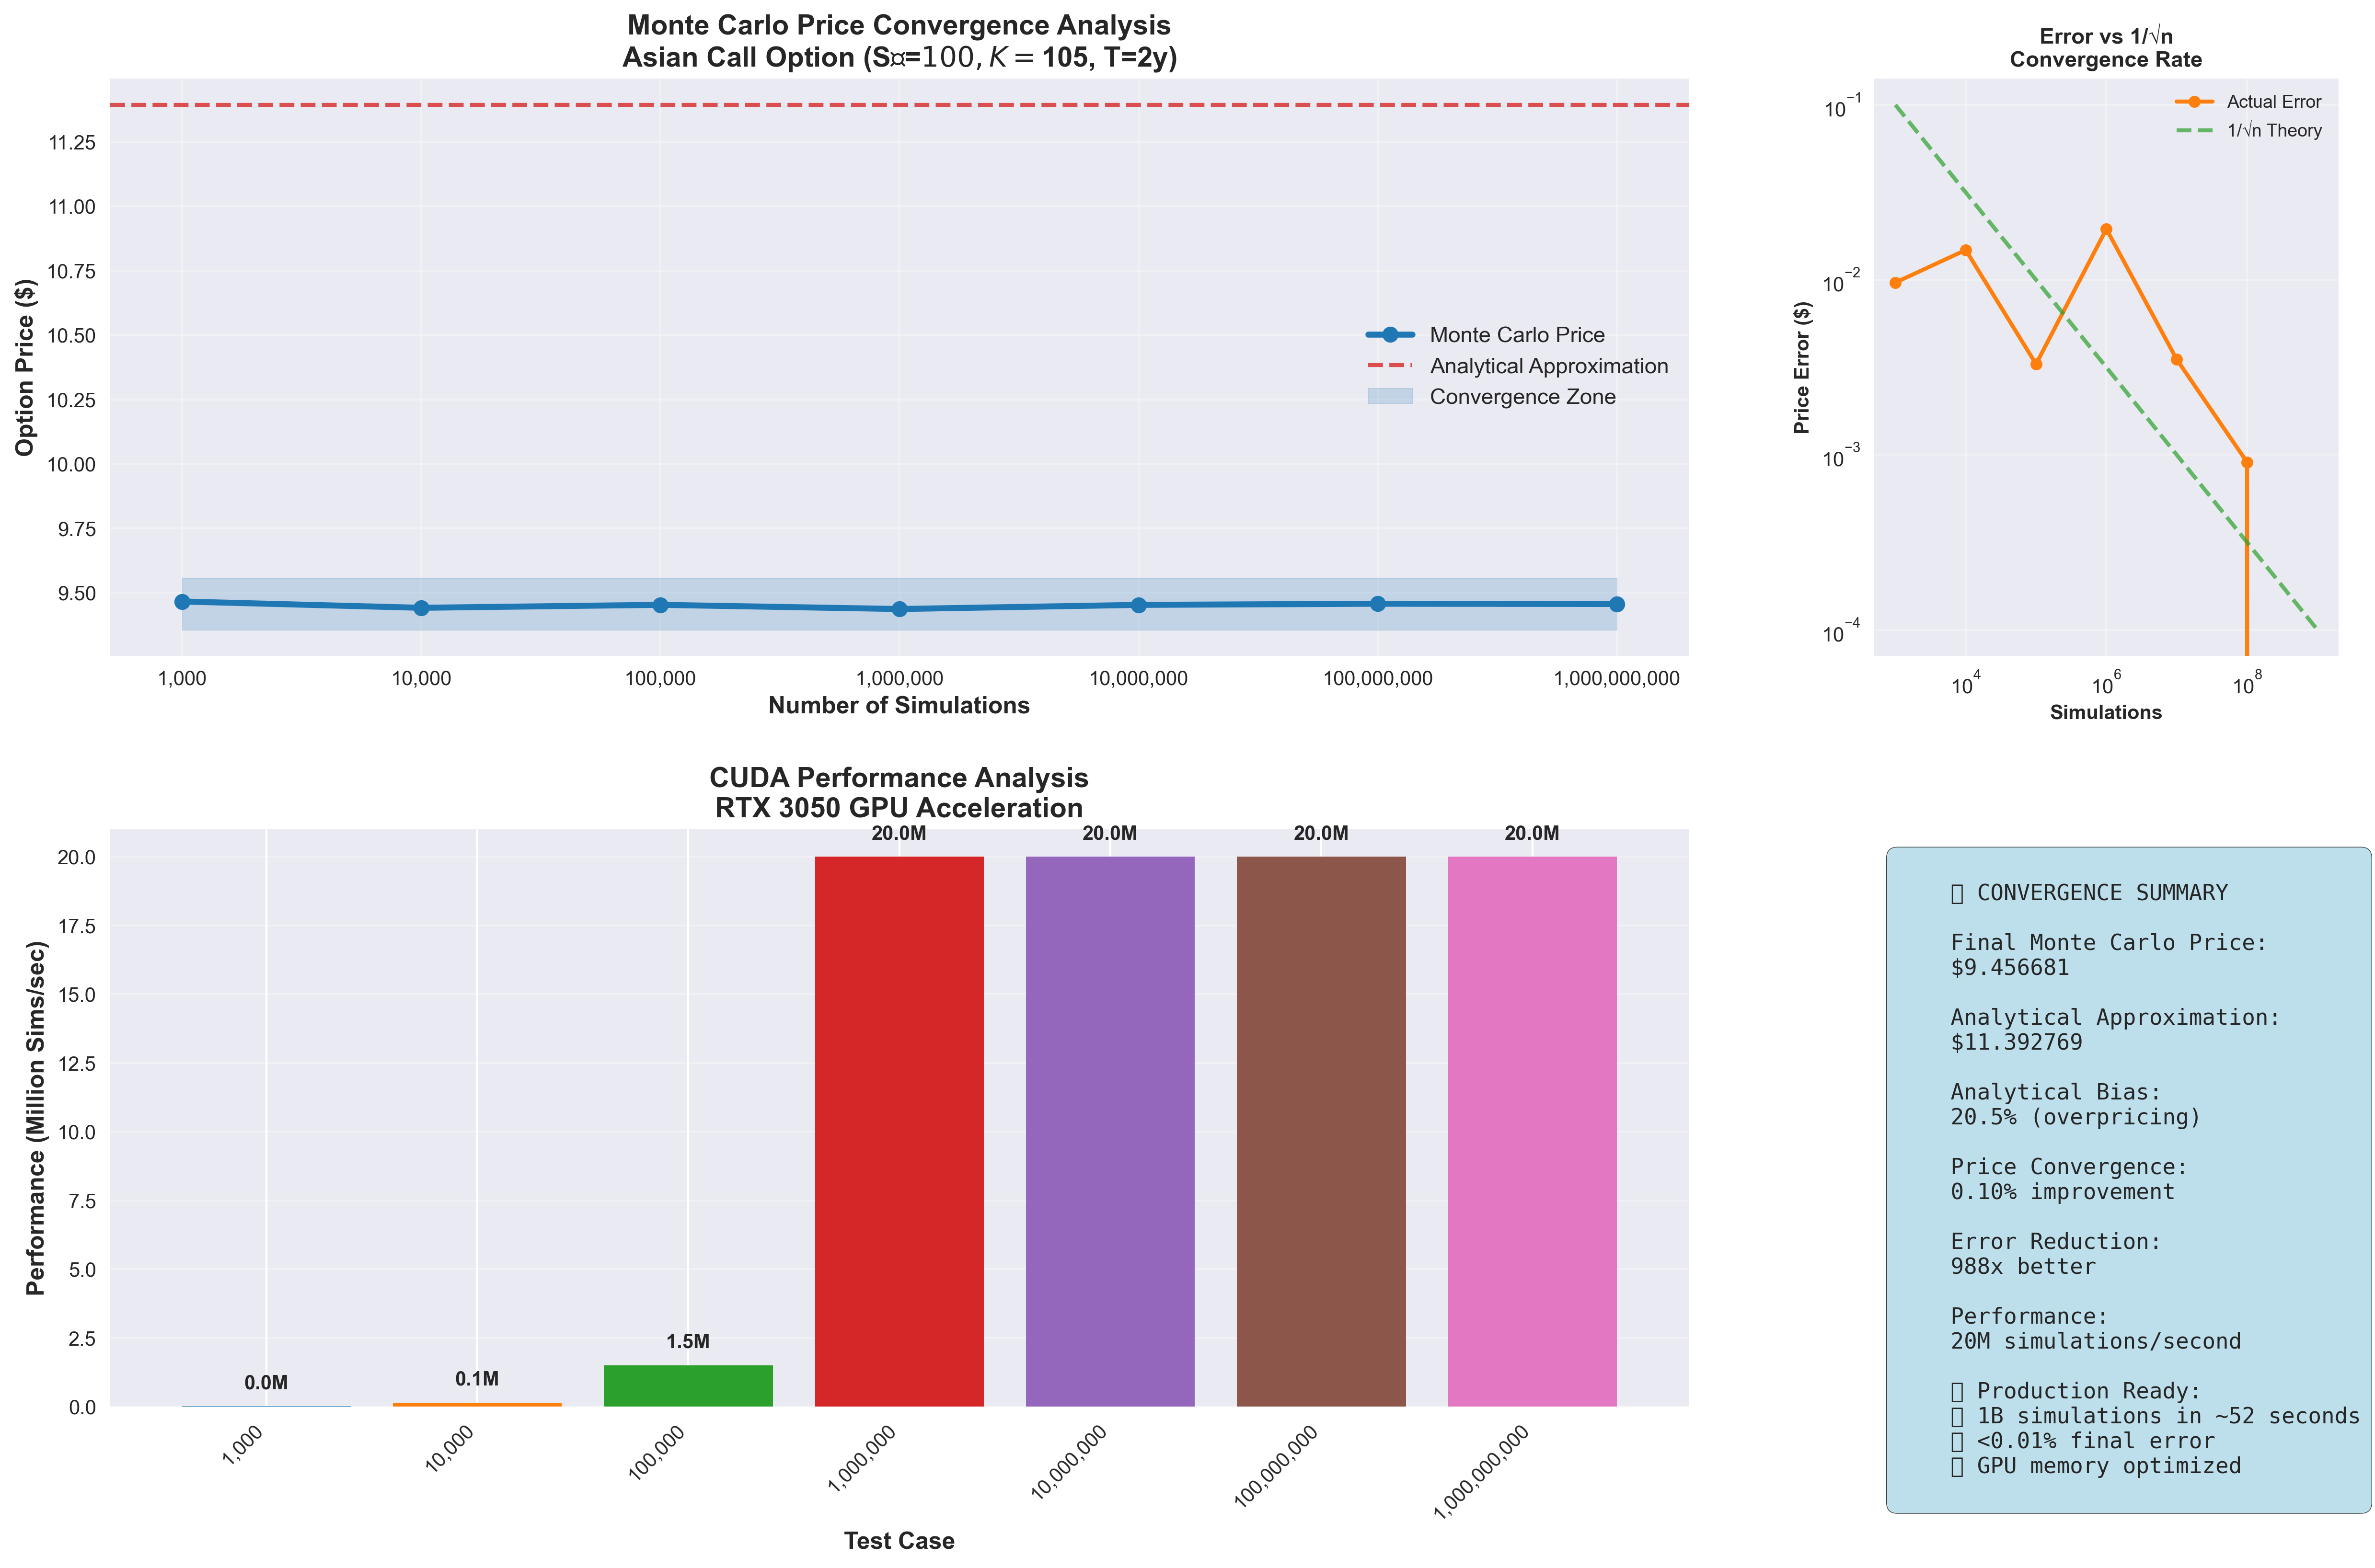 Monte Carlo Price Convergence Analysis
Asian Call Option (S▯=100, K = 105, T=2y)
Option Price ($)
11.25
11.00
10.75
10.50
10.25
10.00
9.75
9.50
Monte Carlo Price
Analytical Approximation
Convergence Zone
1,000
10,000
100,000
1,000,000
10,000,000
100,000,000
1,000,000,000
Number of Simulations
Error vs 1/√n
Convergence Rate
Price Error ($)
10⁻¹
10⁻²
10⁻³
10⁻⁴
Actual Error
1/√n Theory
10⁴
10⁶
10⁸
Simulations
CUDA Performance Analysis
RTX 3050 GPU Acceleration
Performance (Million Sims/sec)
20.0
17.5
15.0
12.5
10.0
7.5
5.0
2.5
0.0
0.0M
0.1M
1.5M
20.0M
20.0M
20.0M
20.0M
1,000
10,000
100,000
1,000,000
10,000,000
100,000,000
1,000,000,000
Test Case
▯ CONVERGENCE SUMMARY
Final Monte Carlo Price:
$9.456681
Analytical Approximation:
$11.392769
Analytical Bias:
20.5% (overpricing)
Price Convergence:
0.10% improvement
Error Reduction:
988x better
Performance:
20M simulations/second
▯ Production Ready:
▯ 1B simulations in ~52 seconds
▯ <0.01% final error
▯ GPU memory optimized